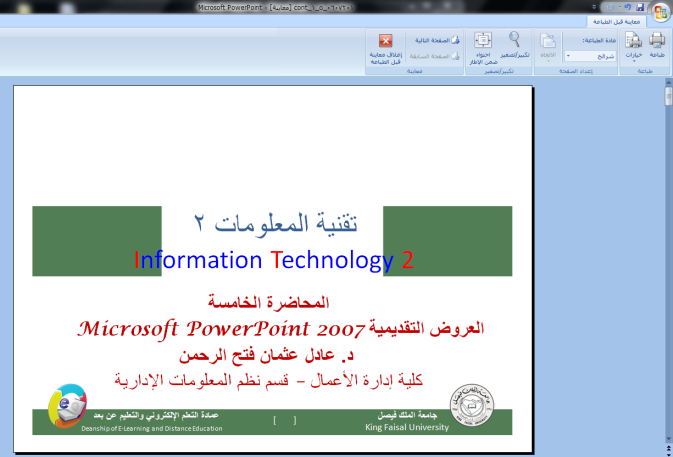 Microsoft PowerPoint - [معاينة]
معاينة قبل الطباعة
طباعة
خيارات
مادة الطباعة:
شرائح
الاتجاه
تكبير/تصغير
احتواء ضمن الإطار
الصفحة التالية
الصفحة السابقة
إغلاق معاينة قبل الطباعة
طباعة
إعداد الصفحة
تكبير/تصغير
معاينة
تقنية المعلومات ٢
Information Technology 2
المحاضرة الخامسة
العروض التقديمية Microsoft PowerPoint 2007
د. عادل عثمان فتح الرحمن
كلية إدارة الأعمال – قسم نظم المعلومات الإدارية
جامعة الملك فيصل
King Faisal University
[ ]
عمادة التعلم الإلكتروني والتعليم عن بعد
Deanship of E-Learning and Distance Education